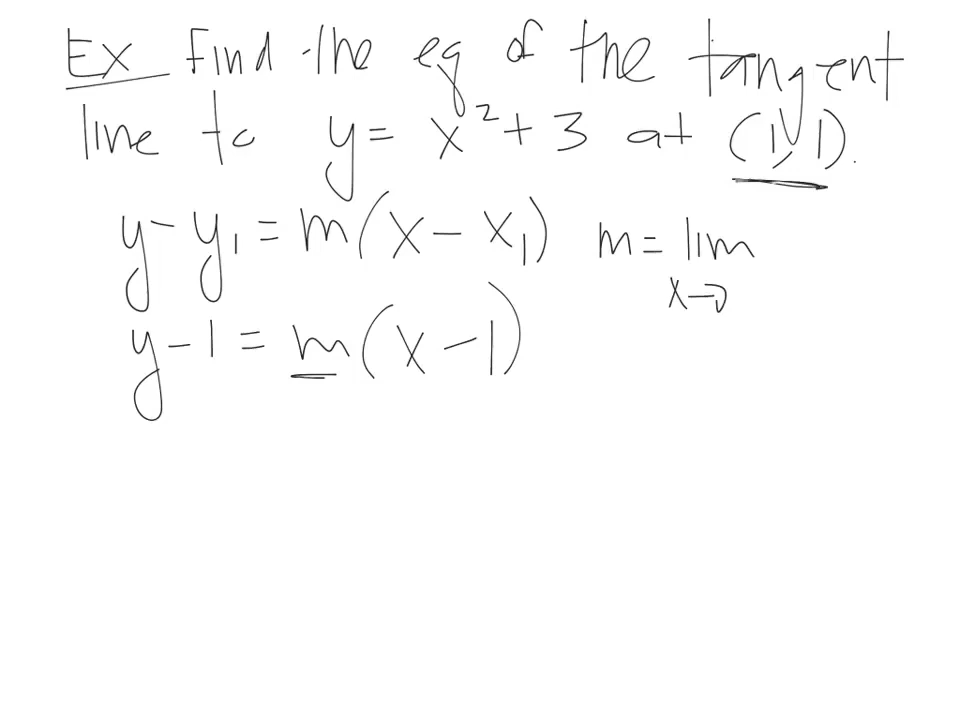 Ex Find the eq of the tangent
line to y = x² + 3 at (1, 1).
y - y₁ = m(x - x₁) m = lim
x→
y - 1 = m(x - 1)